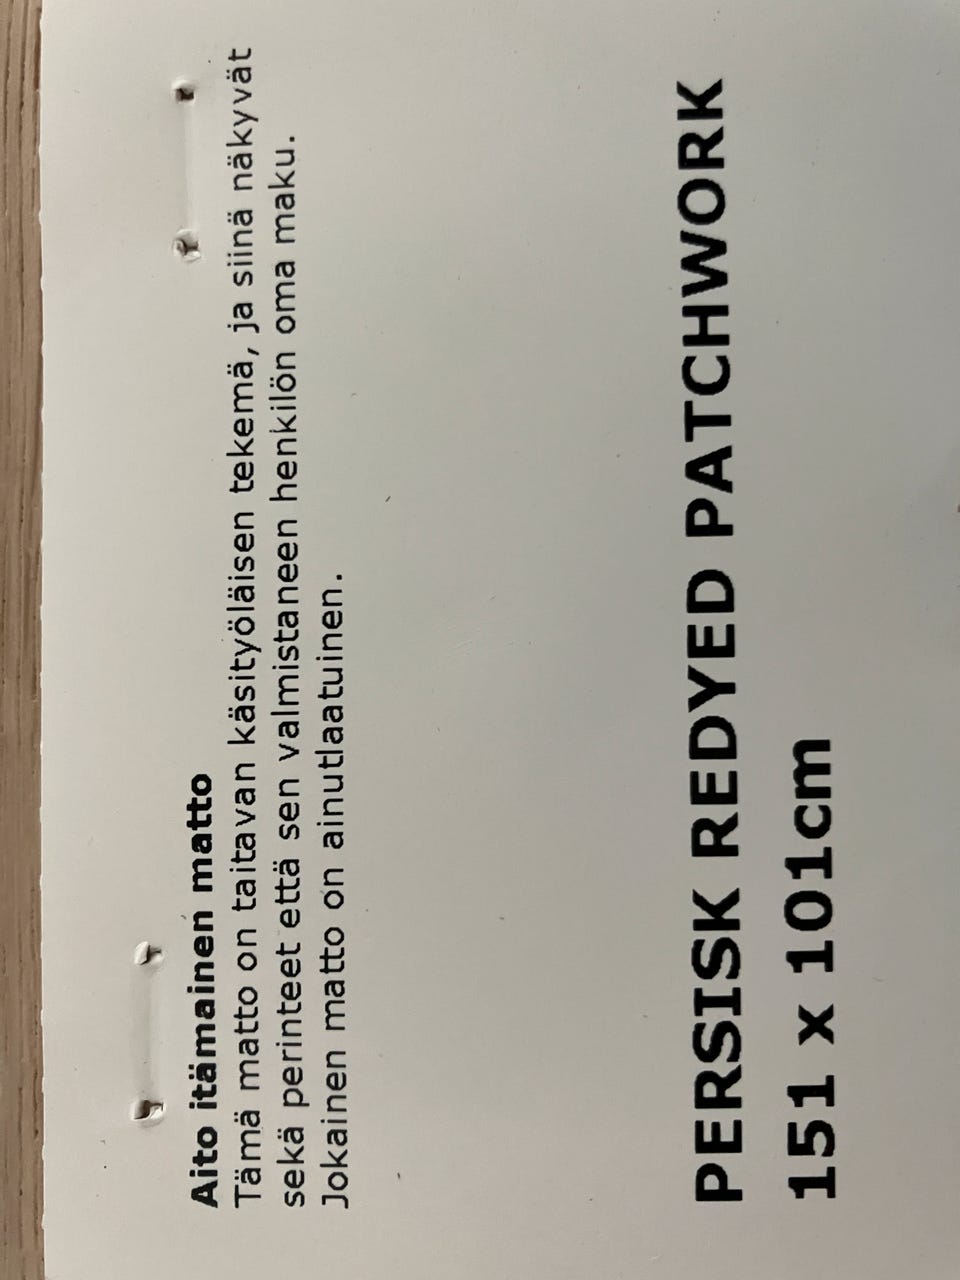 Aito itämainen matto
Tämä matto on taitavan käsityöläisen tekemä, ja siinä näkyvät
sekä perinteet että sen valmistaneen henkilön oma maku.
Jokainen matto on ainutlaatuinen.
PERSISK REDYED PATCHWORK
151 x 101cm